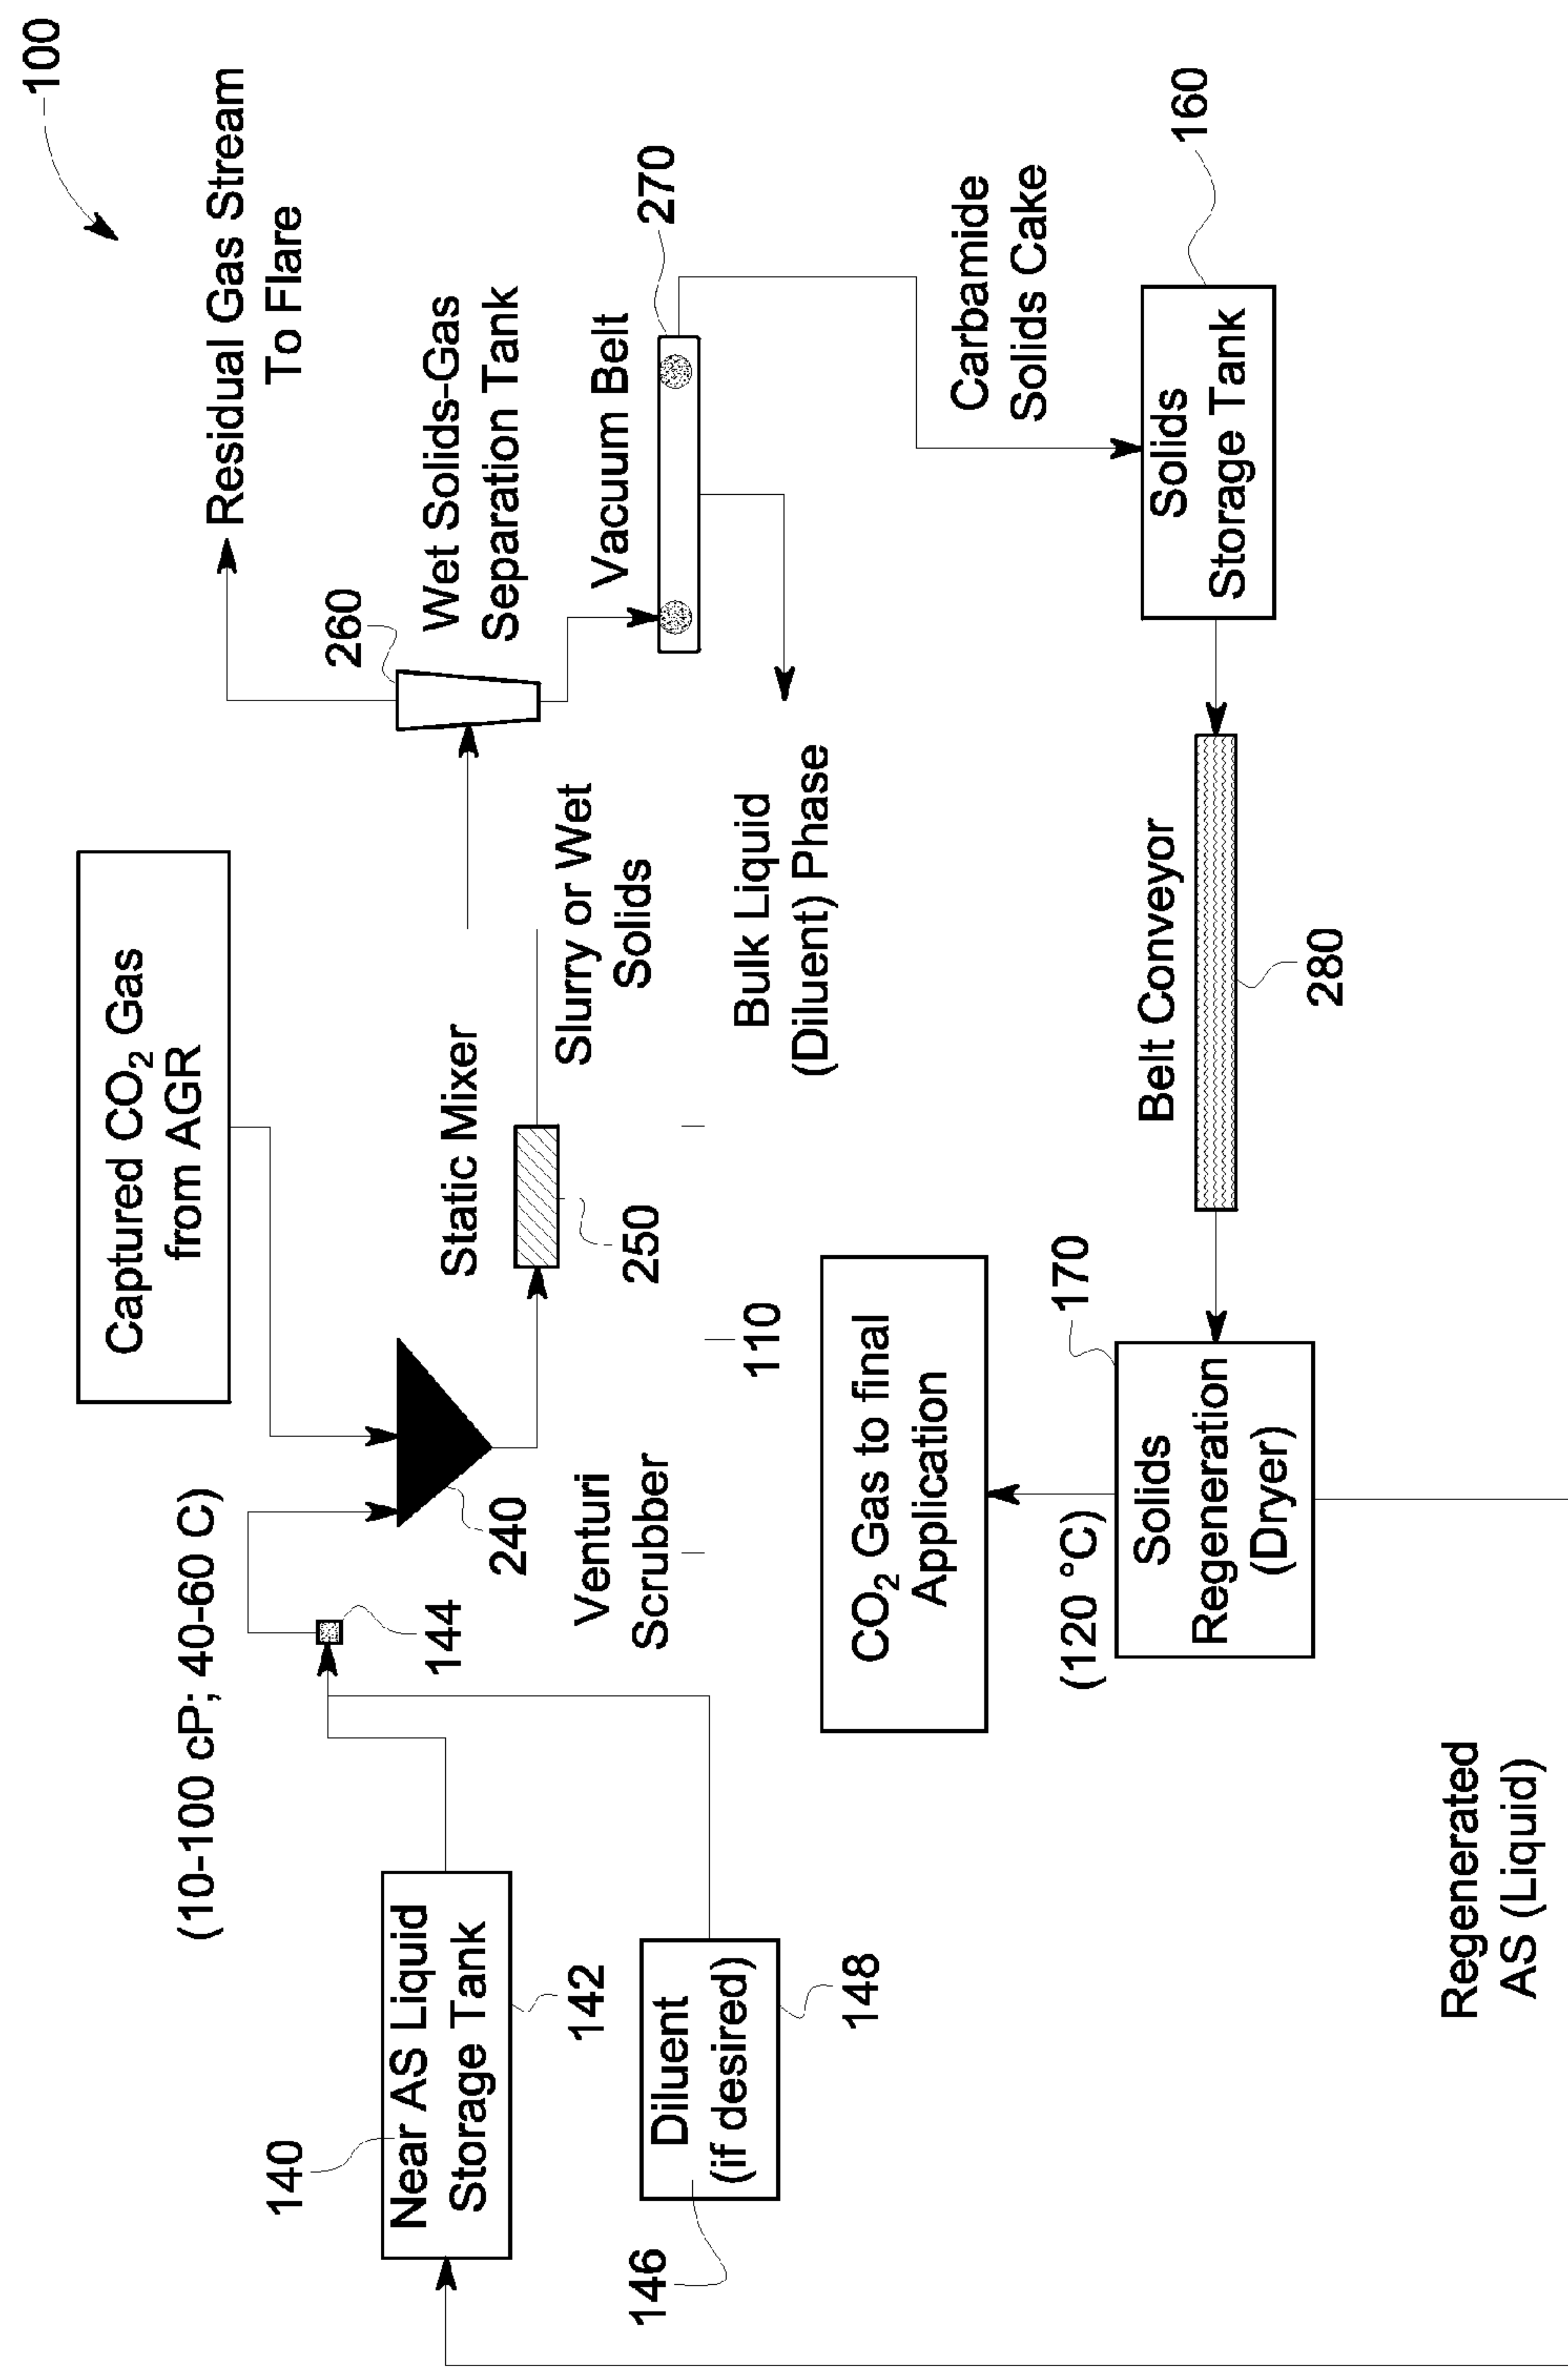 100
Captured CO₂ Gas
from AGR
Residual Gas Stream
To Flare
(10-100 cP; 40-60 C)
260
Wet Solids-Gas
Separation Tank
140
Near AS Liquid
Storage Tank
142
144
240
Venturi
Scrubber
Static Mixer
250
Slurry or Wet
Solids
Vacuum Belt
270
146
Diluent
(if desired)
148
110
Bulk Liquid
(Diluent) Phase
Carbamide
Solids Cake
CO₂ Gas to final
Application
(120 °C)
170
Solids
Regeneration
(Dryer)
Belt Conveyor
280
Solids
Storage Tank
160
Regenerated
AS (Liquid)